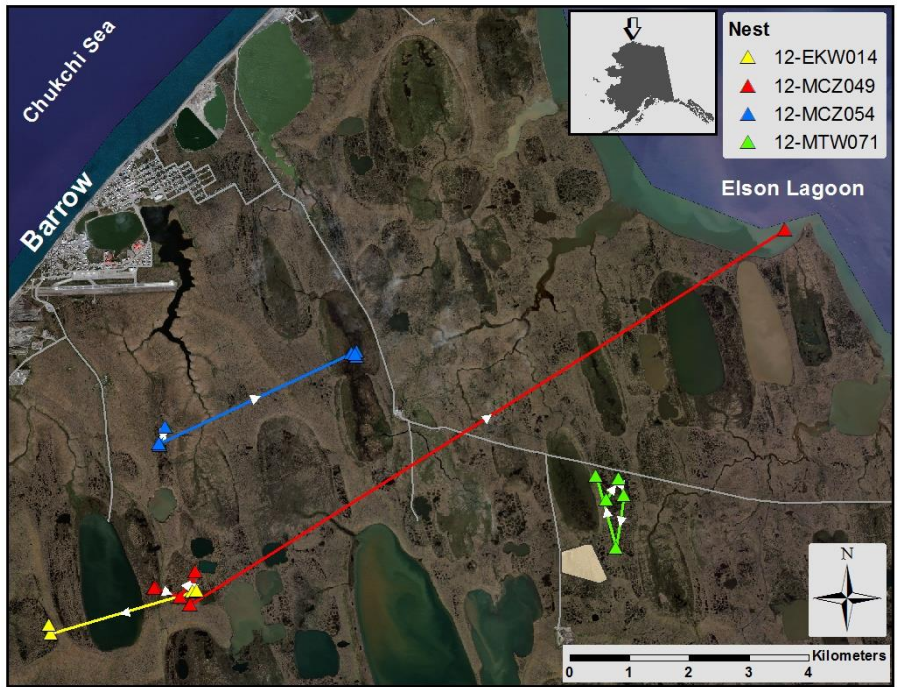 Chukchi Sea
Barrow
Nest
12-EKW014
12-MCZ049
12-MCZ054
12-MTW071
Elson Lagoon
N
Kilometers
0 1 2 3 4